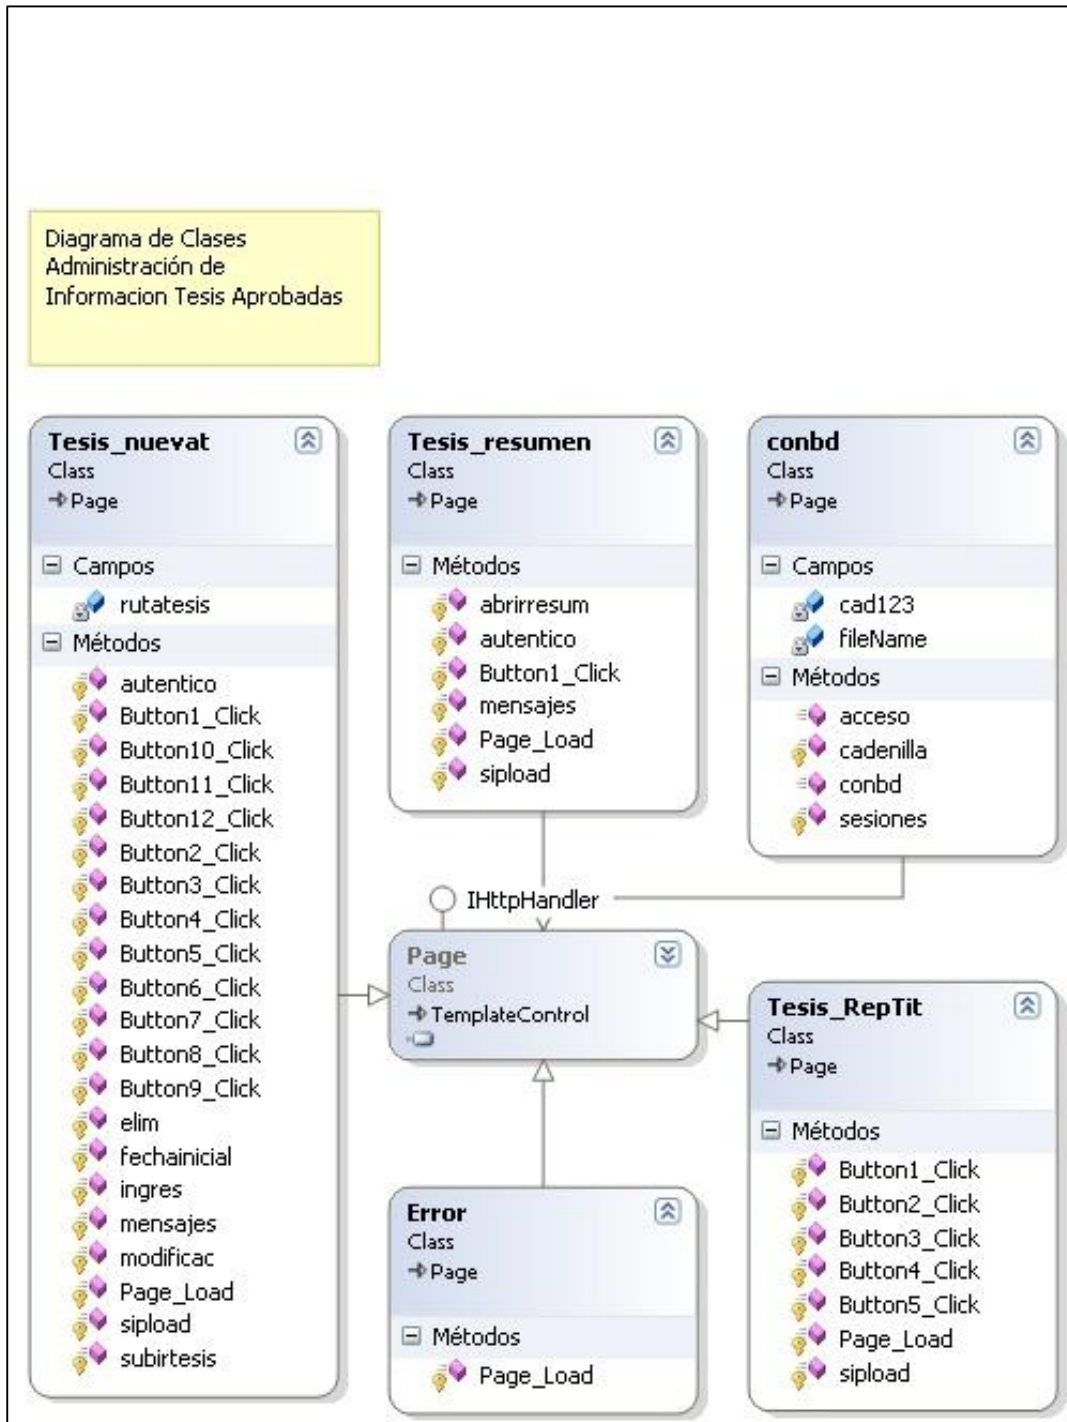 Diagrama de Clases
Administración de
Informacion Tesis Aprobadas
Tesis_nuevat
Class
Page
Campos
rutatesis
Métodos
autentico
Button1_Click
Button10_Click
Button11_Click
Button12_Click
Button2_Click
Button3_Click
Button4_Click
Button5_Click
Button6_Click
Button7_Click
Button8_Click
Button9_Click
elim
fechainicial
ingres
mensajes
modificac
Page_Load
sipload
subirtesis
Tesis_resumen
Class
Page
Métodos
abrirresum
autentico
Button1_Click
mensajes
Page_Load
sipload
conbd
Class
Page
Campos
cad123
fileName
Métodos
acceso
cadenilla
conbd
sesiones
IHttpHandler
Page
Class
TemplateControl
Error
Class
Page
Métodos
Page_Load
Tesis_RepTit
Class
Page
Métodos
Button1_Click
Button2_Click
Button3_Click
Button4_Click
Button5_Click
Page_Load
sipload